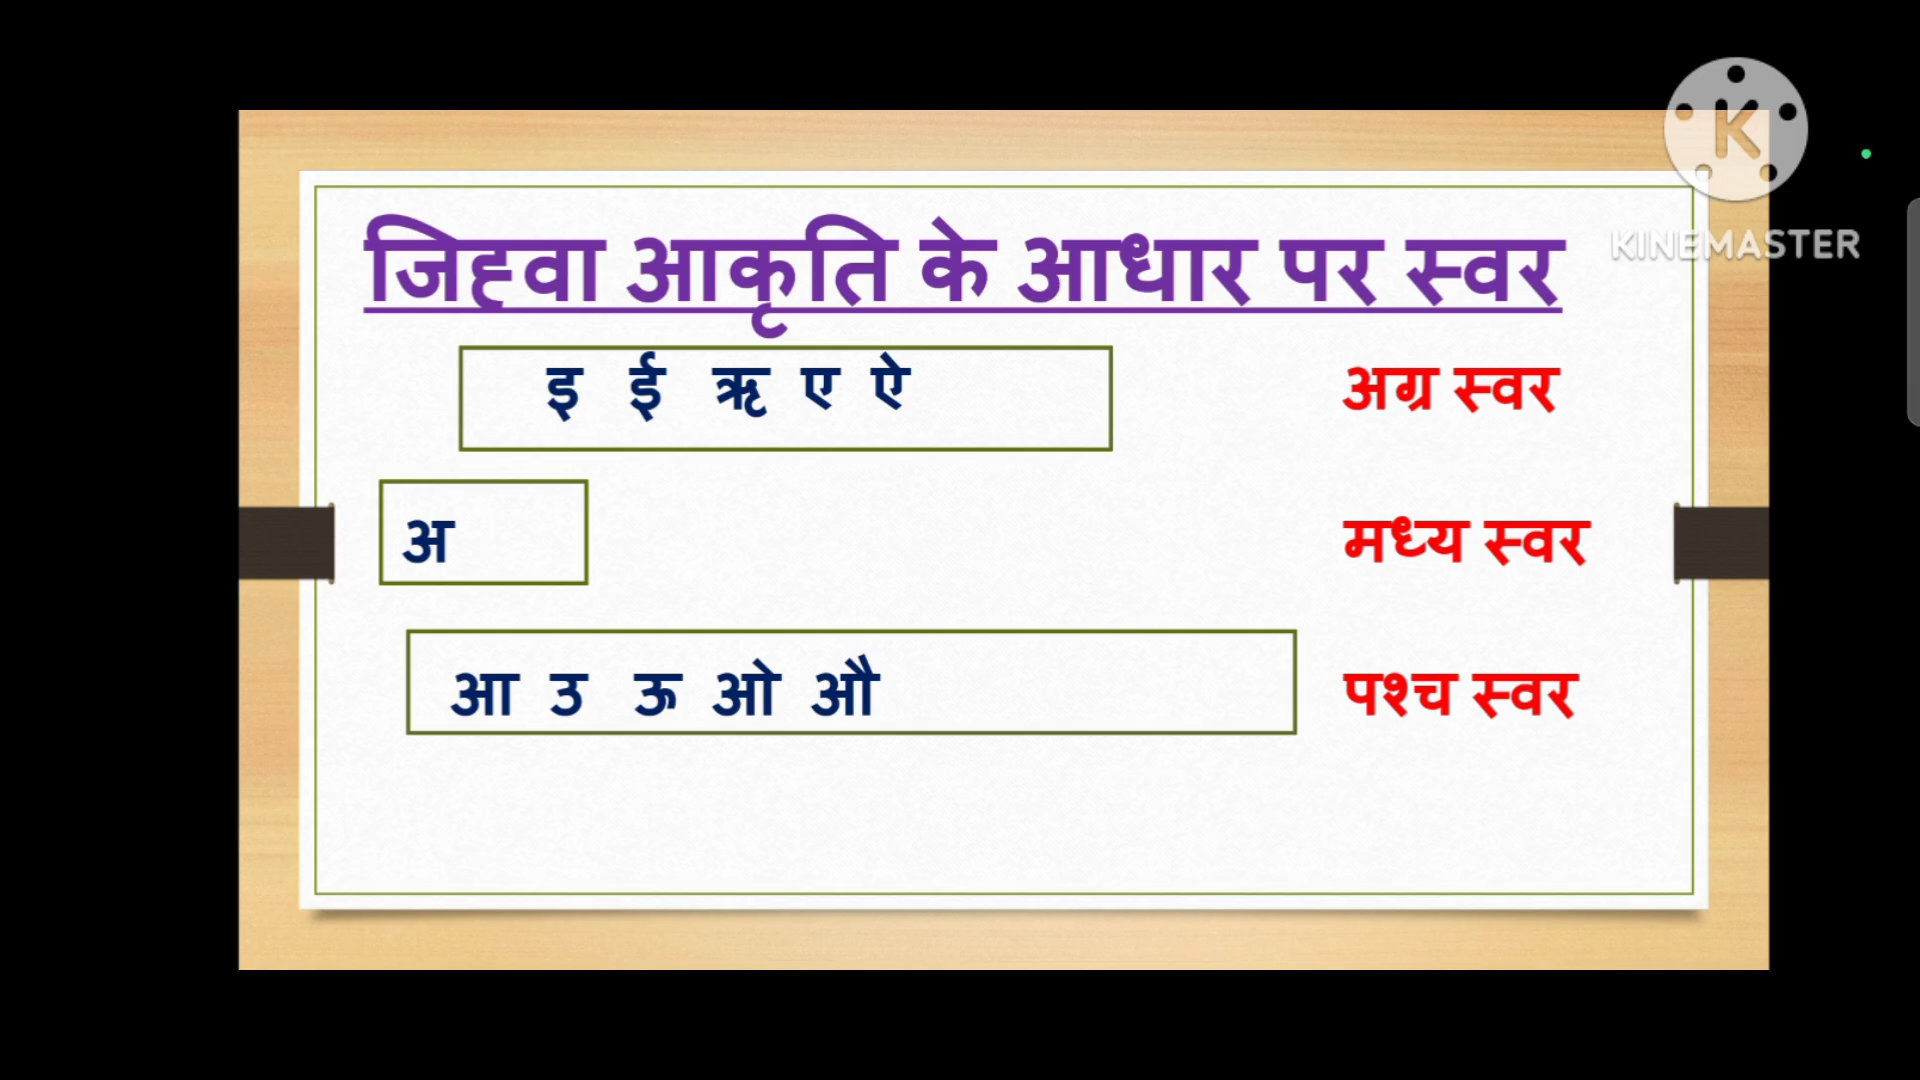 जिह्वा आकृति के आधार पर स्वर
इ ई ऋ ए ऐ अग्र स्वर
अ मध्य स्वर
आ उ ऊ ओ औ पश्च स्वर
K
KINEMASTER